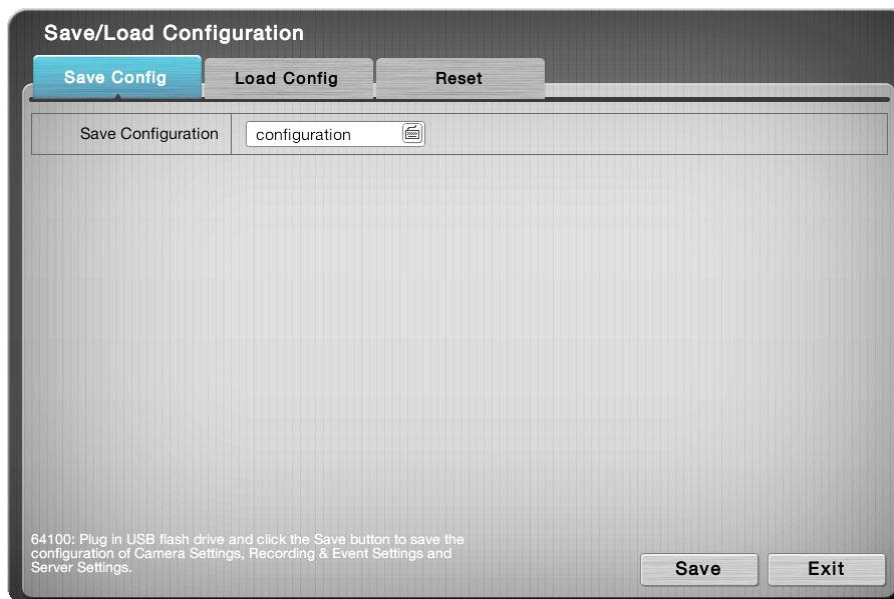 Save/Load Configuration
Save Config
Load Config
Reset
Save Configuration
configuration
64100: Plug in USB flash drive and click the Save button to save the
configuration of Camera Settings, Recording & Event Settings and
Server Settings.
Save
Exit